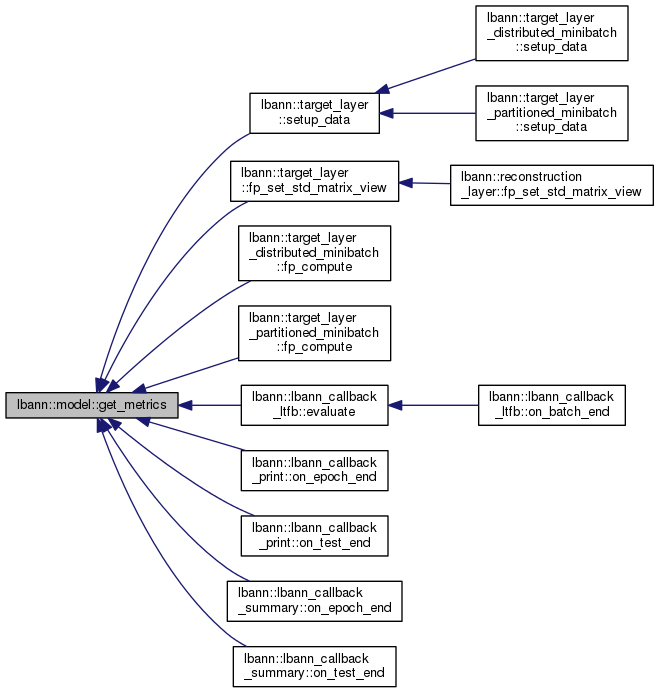 lbann::target_layer
_distributed_minibatch
::setup_data
lbann::target_layer
::setup_data
lbann::target_layer
_partitioned_minibatch
::setup_data
lbann::target_layer
::fp_set_std_matrix_view
lbann::reconstruction
_layer::fp_set_std_matrix_view
lbann::target_layer
_distributed_minibatch
::fp_compute
lbann::target_layer
_partitioned_minibatch
::fp_compute
lbann::model::get_metrics
lbann::lbann_callback
_ltfb::evaluate
lbann::lbann_callback
_ltfb::on_batch_end
lbann::lbann_callback
_print::on_epoch_end
lbann::lbann_callback
_print::on_test_end
lbann::lbann_callback
_summary::on_epoch_end
lbann::lbann_callback
_summary::on_test_end